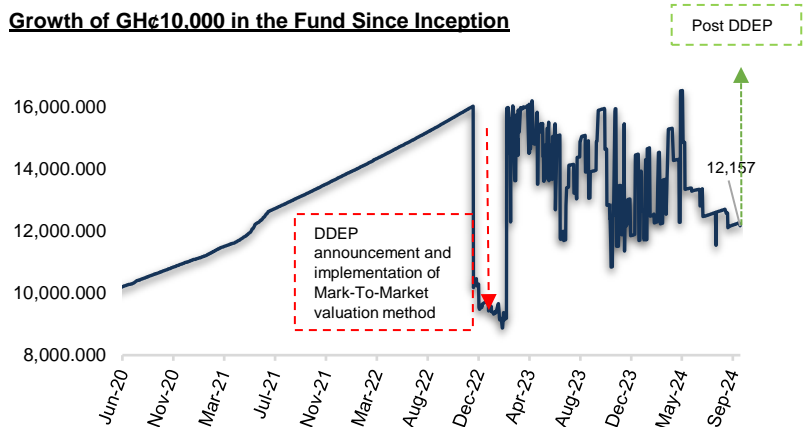 Growth of GH¢10,000 in the Fund Since Inception
Post DDEP
16,000.000
14,000.000
12,000.000
10,000.000
8,000.000
12,157
DDEP
announcement and
implementation of
Mark-To-Market
valuation method
Jun-20
Nov-20
Mar-21
Jul-21
Nov-21
Mar-22
Aug-22
Dec-22
Apr-23
Aug-23
Dec-23
May-24
Sep-24